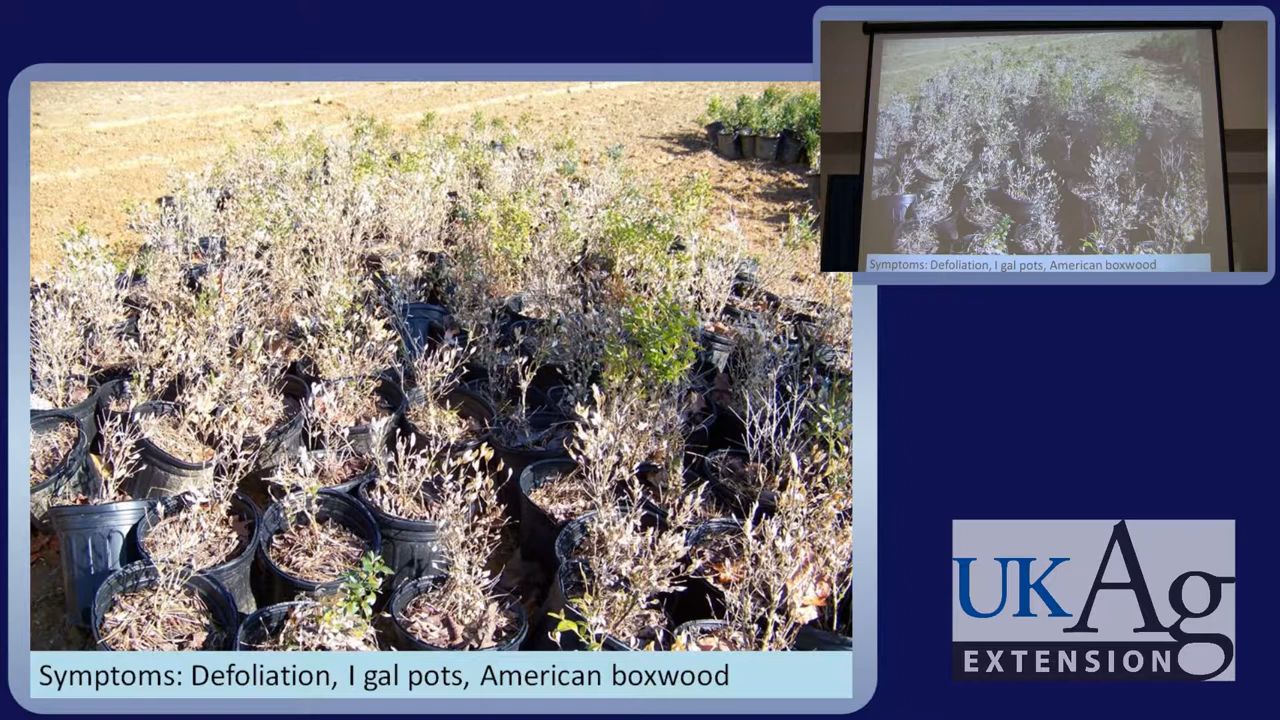 Symptoms: Defoliation, I gal pots, American boxwood
Symptoms: Defoliation, I gal pots, American boxwood
UKAg
EXTENSION